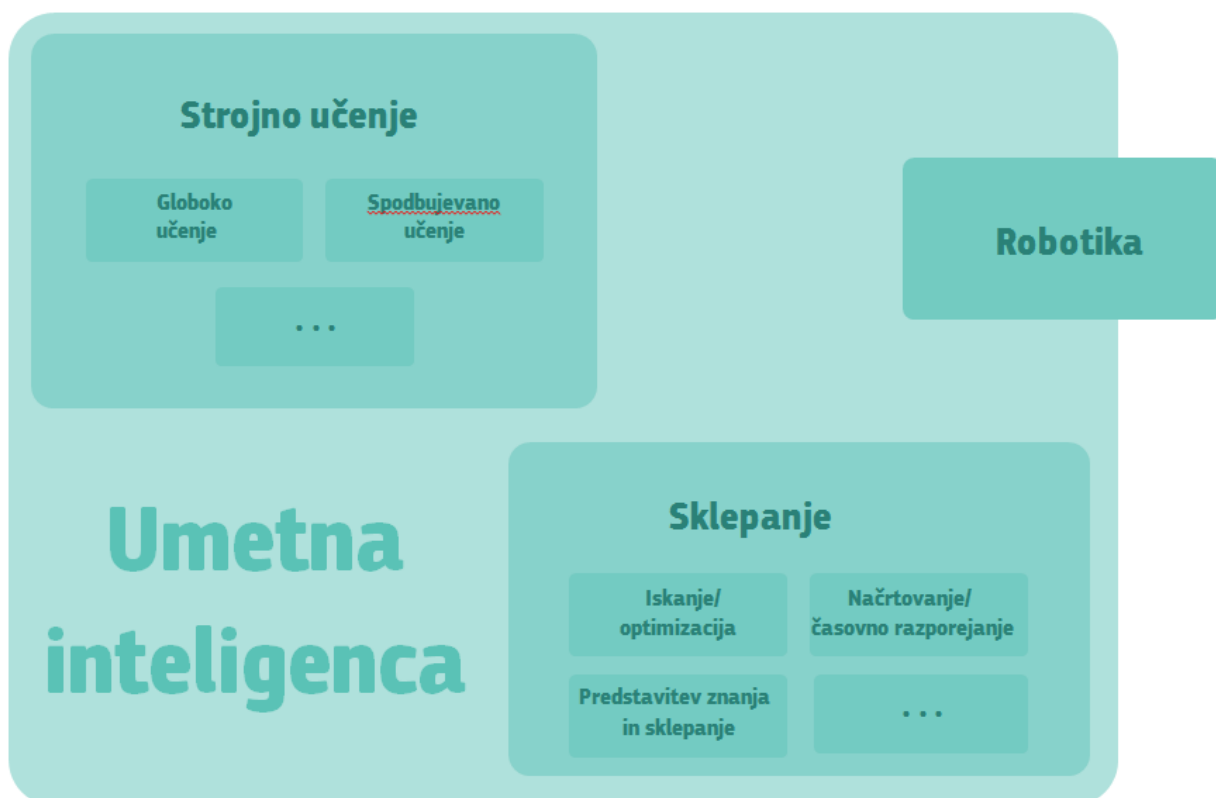 Strojno učenje
Globoko
učenje
Spodbujevano
učenje
...
Robotika
Umetna
inteligenca
Sklepanje
Iskanje/
optimizacija
Načrtovanje/
časovno razporejanje
Predstavitev znanja
in sklepanje
...